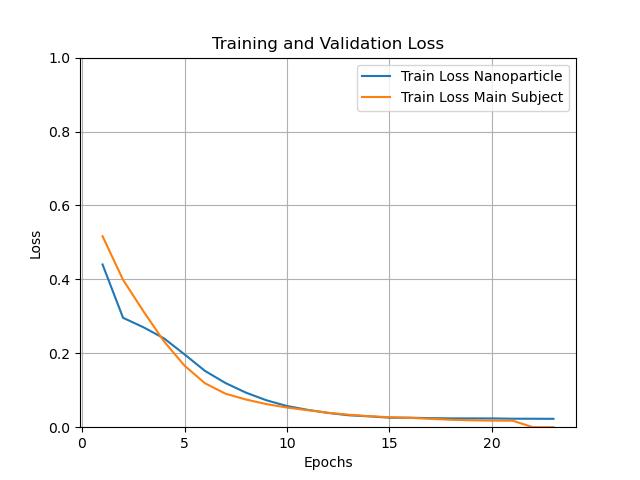 Training and Validation Loss
1.0
0.8
0.6
0.4
0.2
0.0
Loss
Train Loss Nanoparticle
Train Loss Main Subject
0 5 10 15 20
Epochs